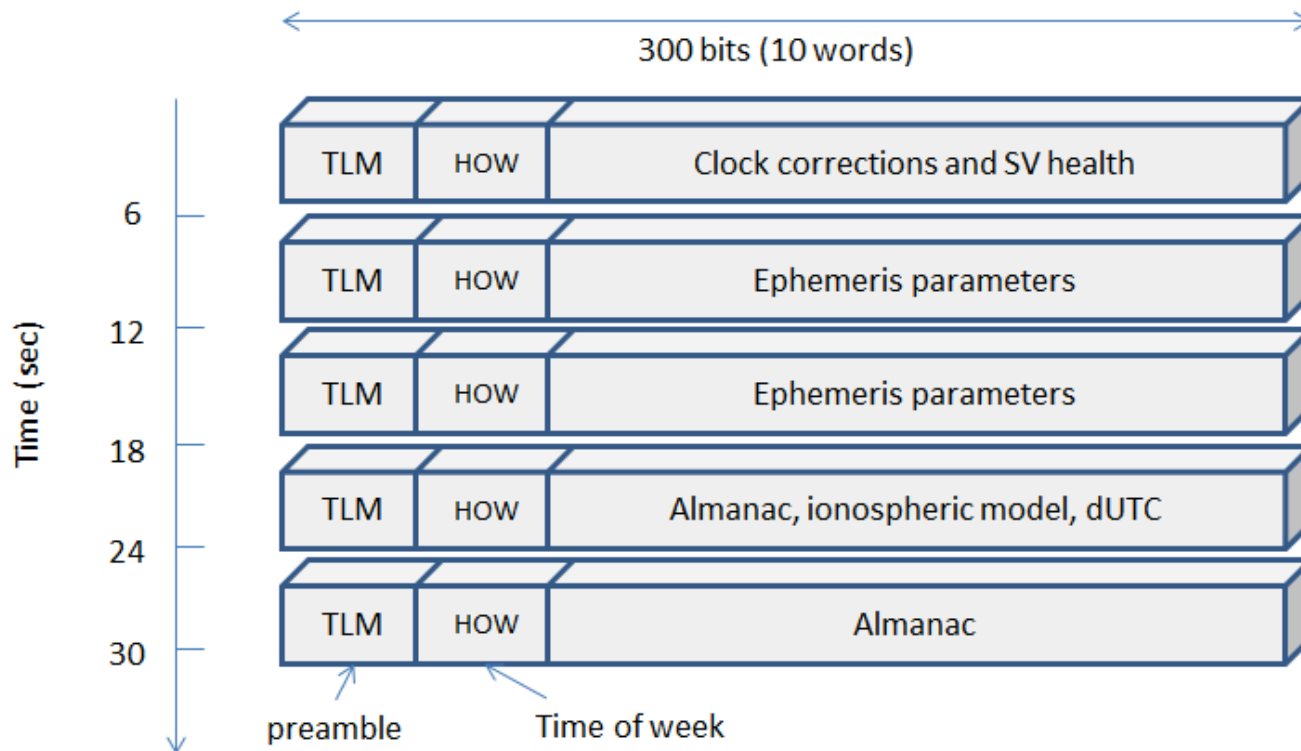 300 bits (10 words)
TLM HOW Clock corrections and SV health
6
TLM HOW Ephemeris parameters
12
TLM HOW Ephemeris parameters
18
TLM HOW Almanac, ionospheric model, dUTC
24
TLM HOW Almanac
30
Time (sec)
preamble
Time of week